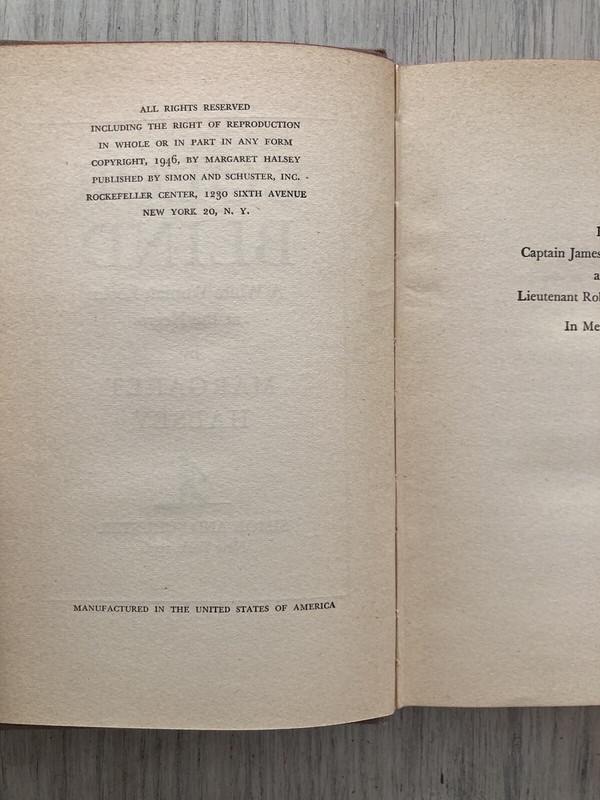 ALL RIGHTS RESERVED
INCLUDING THE RIGHT OF REPRODUCTION
IN WHOLE OR IN PART IN ANY FORM
COPYRIGHT, 1946, BY MARGARET HALSEY
PUBLISHED BY SIMON AND SCHUSTER, INC.
ROCKEFELLER CENTER, 1230 SIXTH AVENUE
NEW YORK 20, N. Y.
MANUFACTURED IN THE UNITED STATES OF AMERICA
Captain James
Lieutenant
In